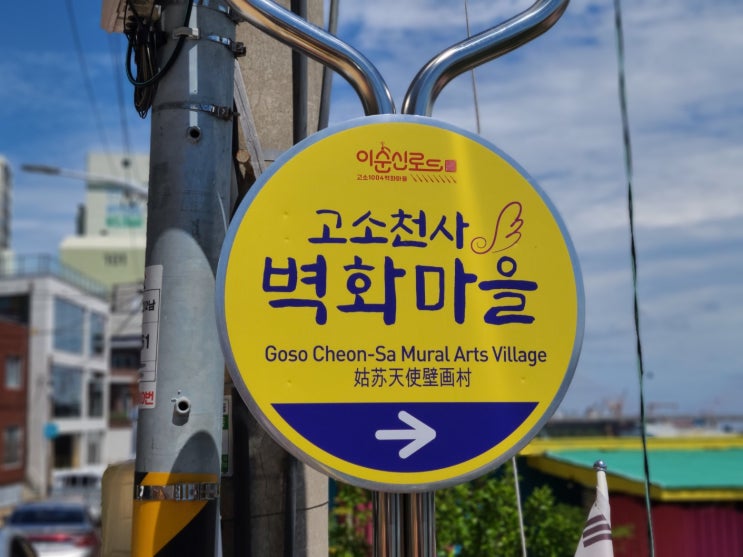 이순신로드
고소1004벽화마을
고소천사
벽화마을
Goso Cheon-Sa Mural Arts Village
姑苏天使壁画村